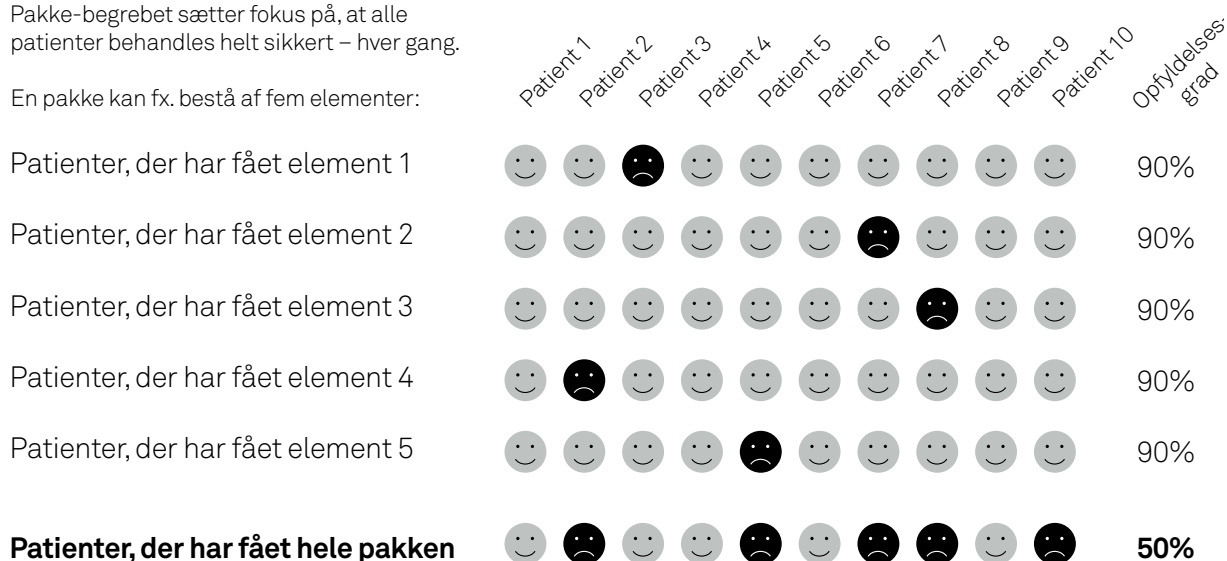 Pakke-begrebet sætter fokus på, at alle
patienter behandles helt sikkert – hver gang.
En pakke kan fx. bestå af fem elementer:
Patient 1
Patient 2
Patient 3
Patient 4
Patient 5
Patient 6
Patient 7
Patient 8
Patient 9
Patient 10
Opfyldelses-
grad
Patienter, der har fået element 1 90%
Patienter, der har fået element 2 90%
Patienter, der har fået element 3 90%
Patienter, der har fået element 4 90%
Patienter, der har fået element 5 90%
Patienter, der har fået hele pakken 50%